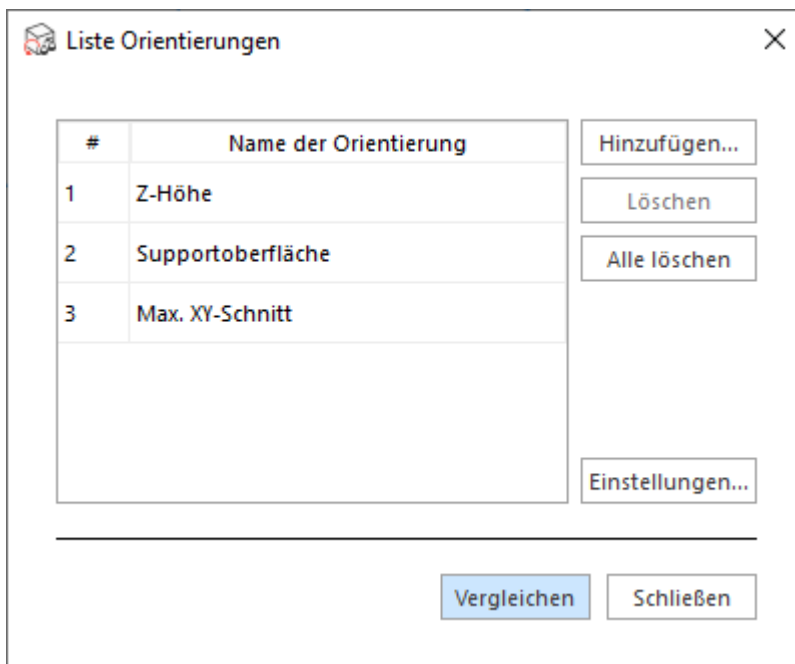 Liste Orientierungen
# Name der Orientierung
1 Z-Höhe
2 Supportoberfläche
3 Max. XY-Schnitt
Hinzufügen...
Löschen
Alle löschen
Einstellungen...
Vergleichen Schließen